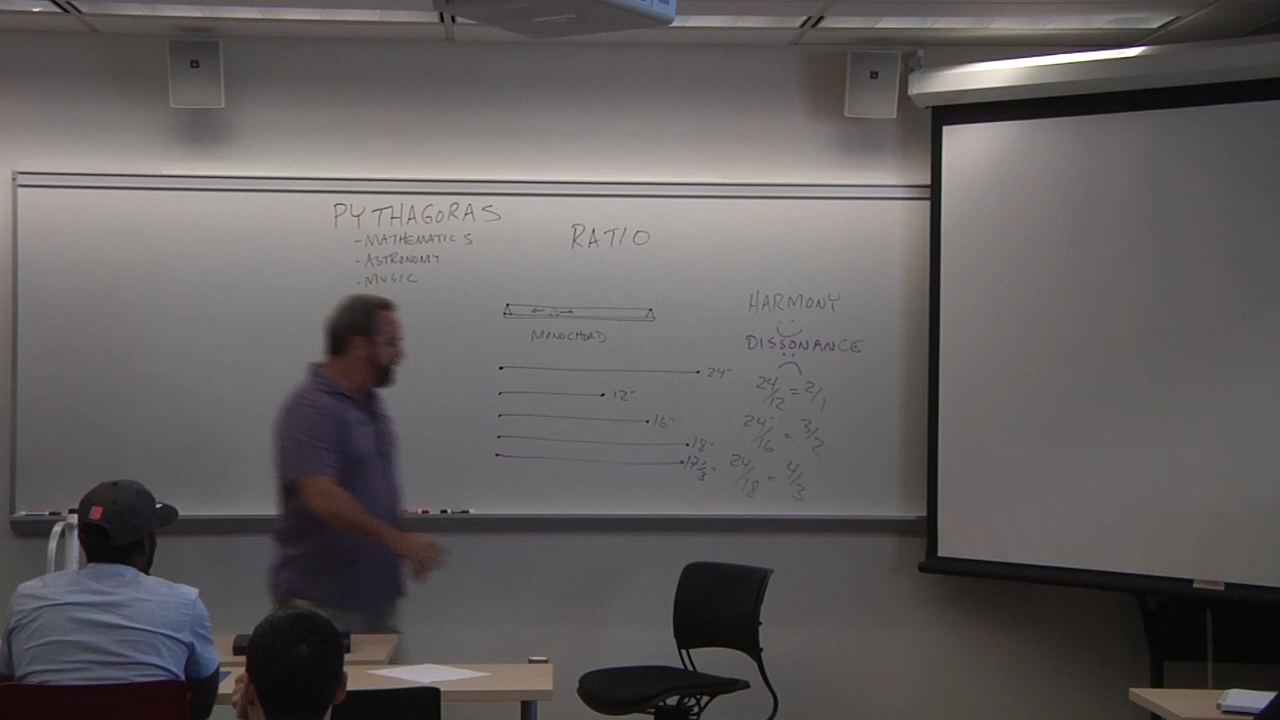 PYTHAGORAS
- MATHEMATICS
- ASTRONOMY
- MUSIC
RATIO
MONOCHORD
24"
12"
16"
18"
HARMONY
DISSONANCE
24/12 = 2/1
24/16 = 3/2
24/18 = 4/3